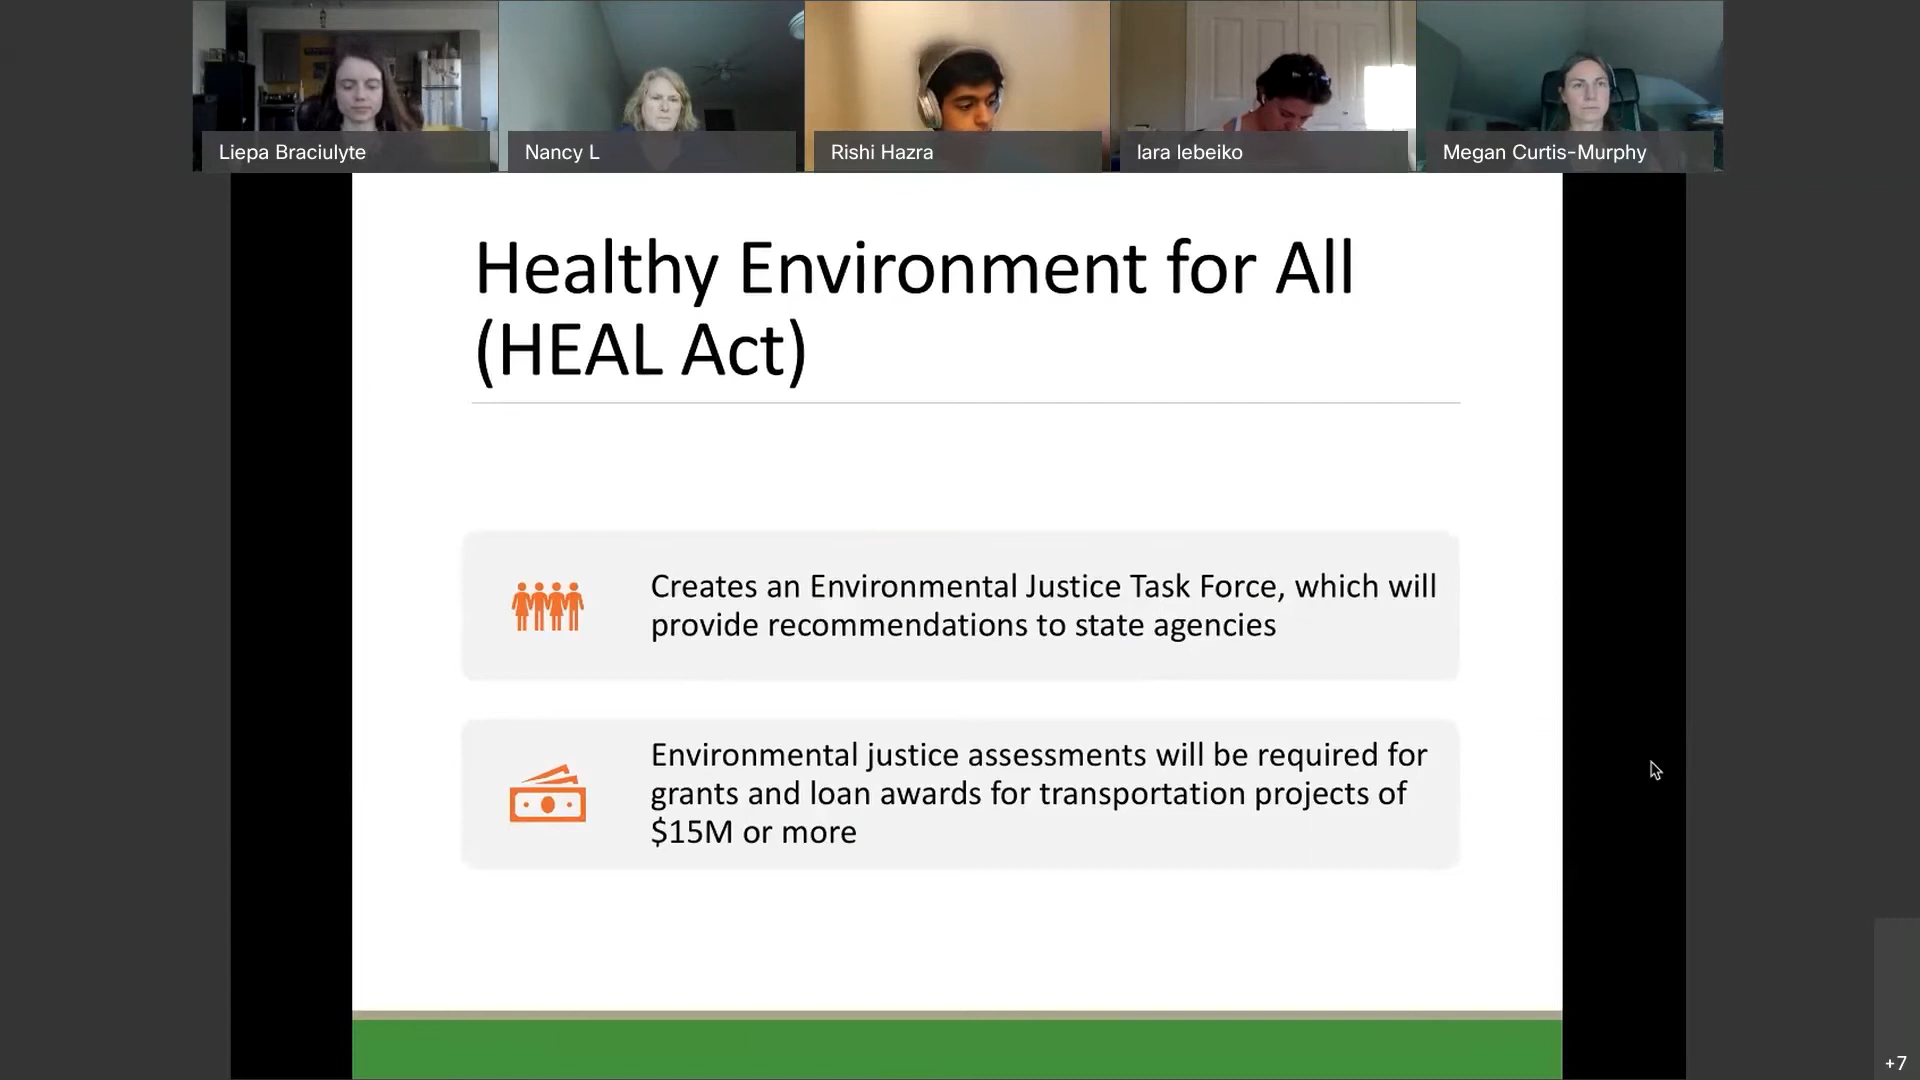 Liepa Braciulyte
Nancy L
Rishi Hazra
lara lebeiko
Megan Curtis-Murphy
Healthy Environment for All
(HEAL Act)
Creates an Environmental Justice Task Force, which will
provide recommendations to state agencies
Environmental justice assessments will be required for
grants and loan awards for transportation projects of
$15M or more
+7